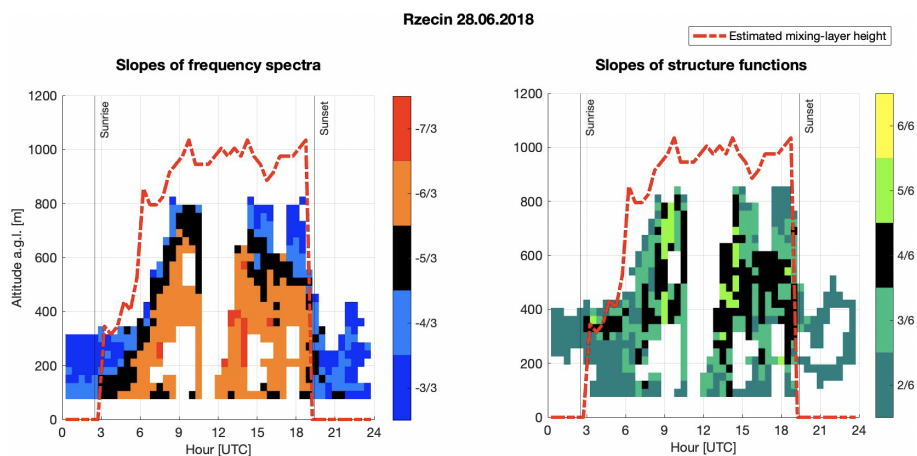 Rzecin 28.06.2018
Estimated mixing-layer height
Slopes of frequency spectra
Slopes of structure functions
1200
1000
800
600
400
200
0
Altitude a.g.l. [m]
Sunrise
Sunset
0 3 6 9 12 15 18 21 24
Hour [UTC]
-7/3
-6/3
-5/3
-4/3
-3/3
1200
1000
800
600
400
200
0
Sunrise
Sunset
0 3 6 9 12 15 18 21 24
Hour [UTC]
6/6
5/6
4/6
3/6
2/6